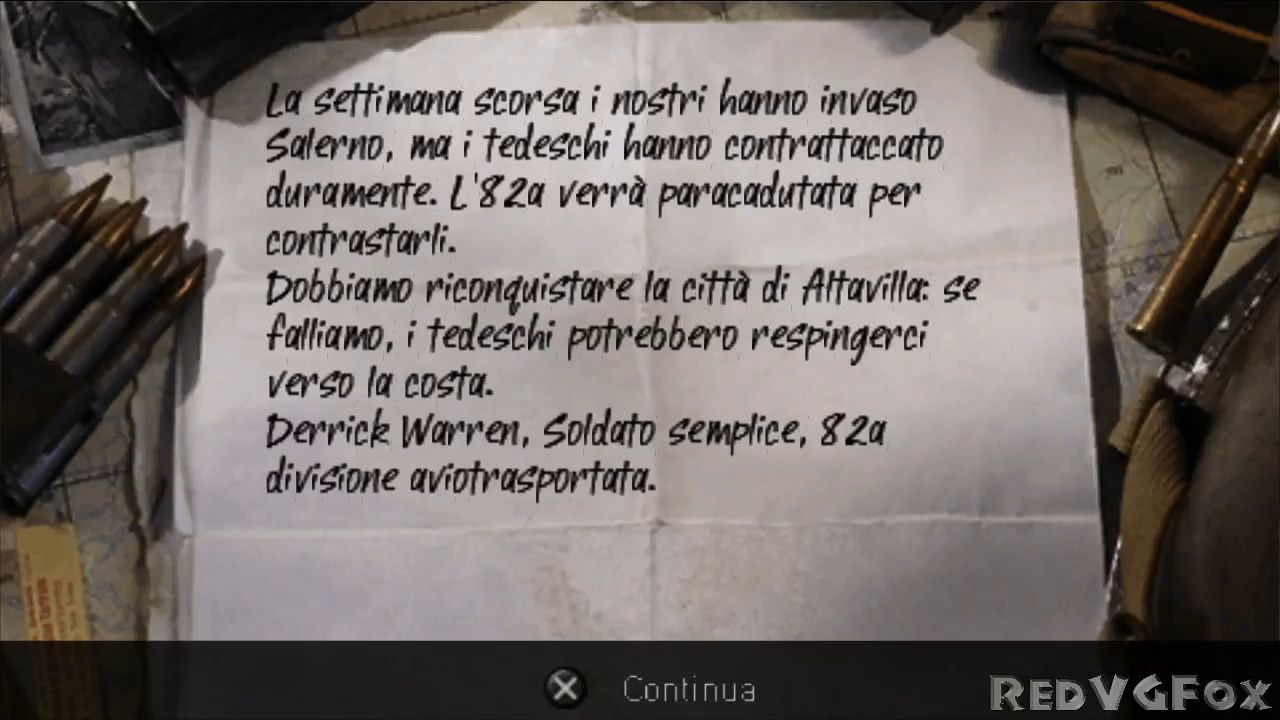 La settimana scorsa i nostri hanno invaso
Salerno, ma i tedeschi hanno contrattaccato
duramente. L'82a verrà paracadutata per
contrastarli.
Dobbiamo riconquistare la città di Altavilla: se
falliamo, i tedeschi potrebbero respingerci
verso la costa.
Derrick Warren, Soldato semplice, 82a
divisione aviotrasportata.
Continua
RedVGFox